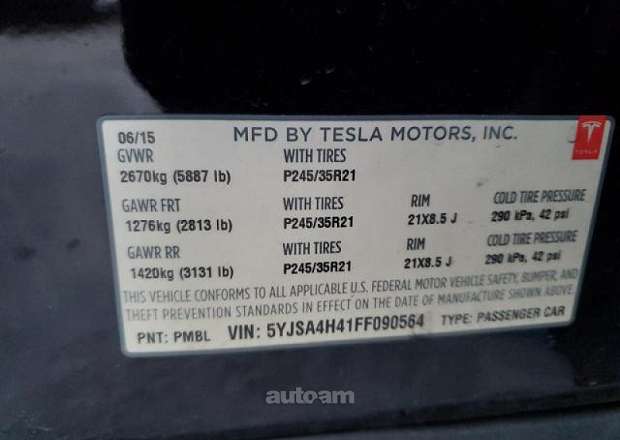 06/15 MFD BY TESLA MOTORS, INC.
TESLA
GVWR WITH TIRES
2670kg (5887 lb) P245/35R21
GAWR FRT WITH TIRES RIM COLD TIRE PRESSURE
1276kg (2813 lb) P245/35R21 21X8.5 J 290 kPa, 42 psi
GAWR RR WITH TIRES RIM COLD TIRE PRESSURE
1420kg (3131 lb) P245/35R21 21X8.5 J 290 kPa, 42 psi
THIS VEHICLE CONFORMS TO ALL APPLICABLE U.S. FEDERAL MOTOR VEHICLE SAFETY, BUMPER, AND
THEFT PREVENTION STANDARDS IN EFFECT ON THE DATE OF MANUFACTURE SHOWN ABOVE.
PNT: PMBL VIN: 5YJSA4H41FF090564 TYPE: PASSENGER CAR
auto.am